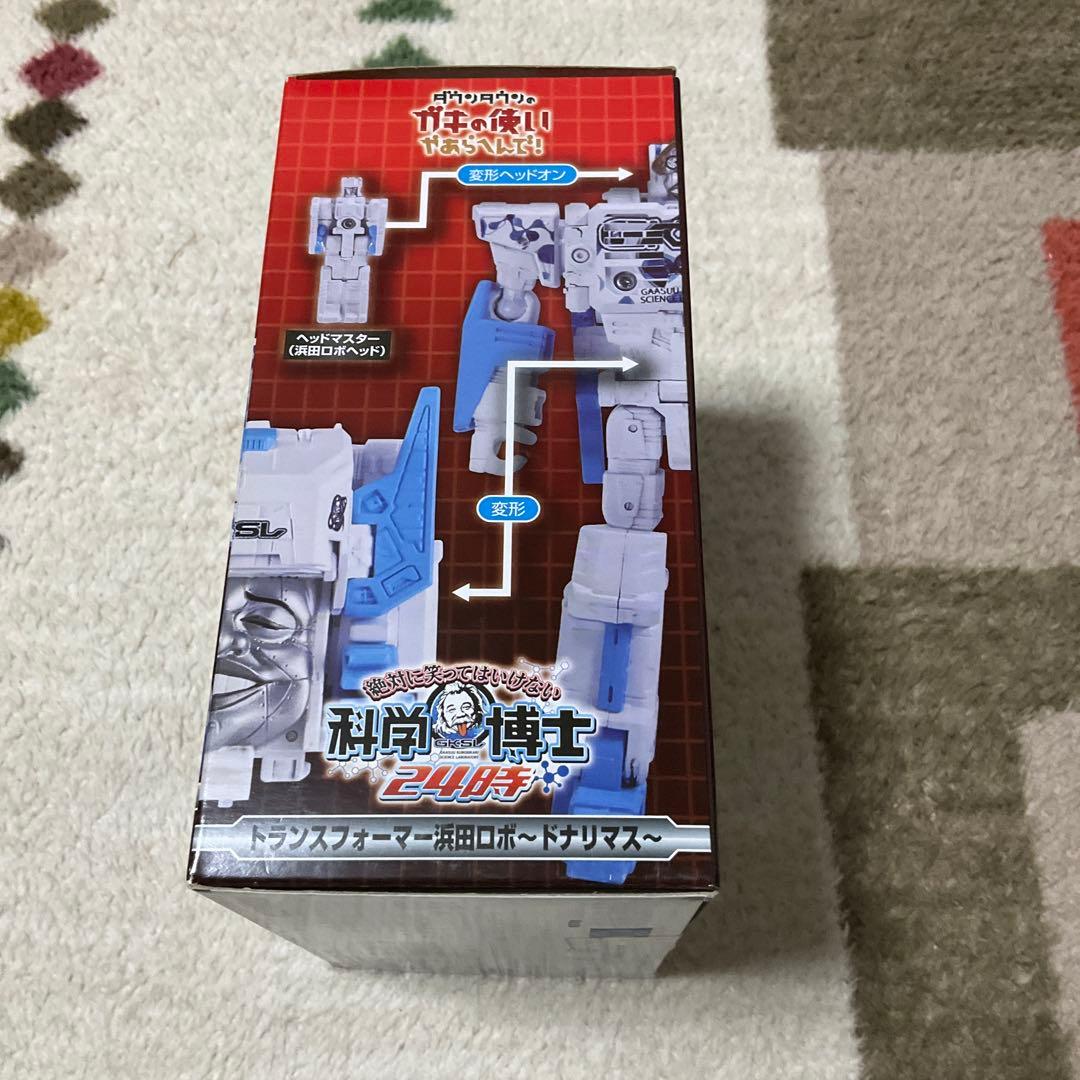 ダウンタウンの
ガキの使い
やあらへんで!
変形ヘッドオン
GAASUU
SCIENCE
ヘッドマスター
(浜田ロボヘッド)
変形
絶対に笑ってはいけない
科学博士
GKSL
SCIENCE LABORATORY
24時
トランスフォーマー浜田ロボ～ドナリマス～